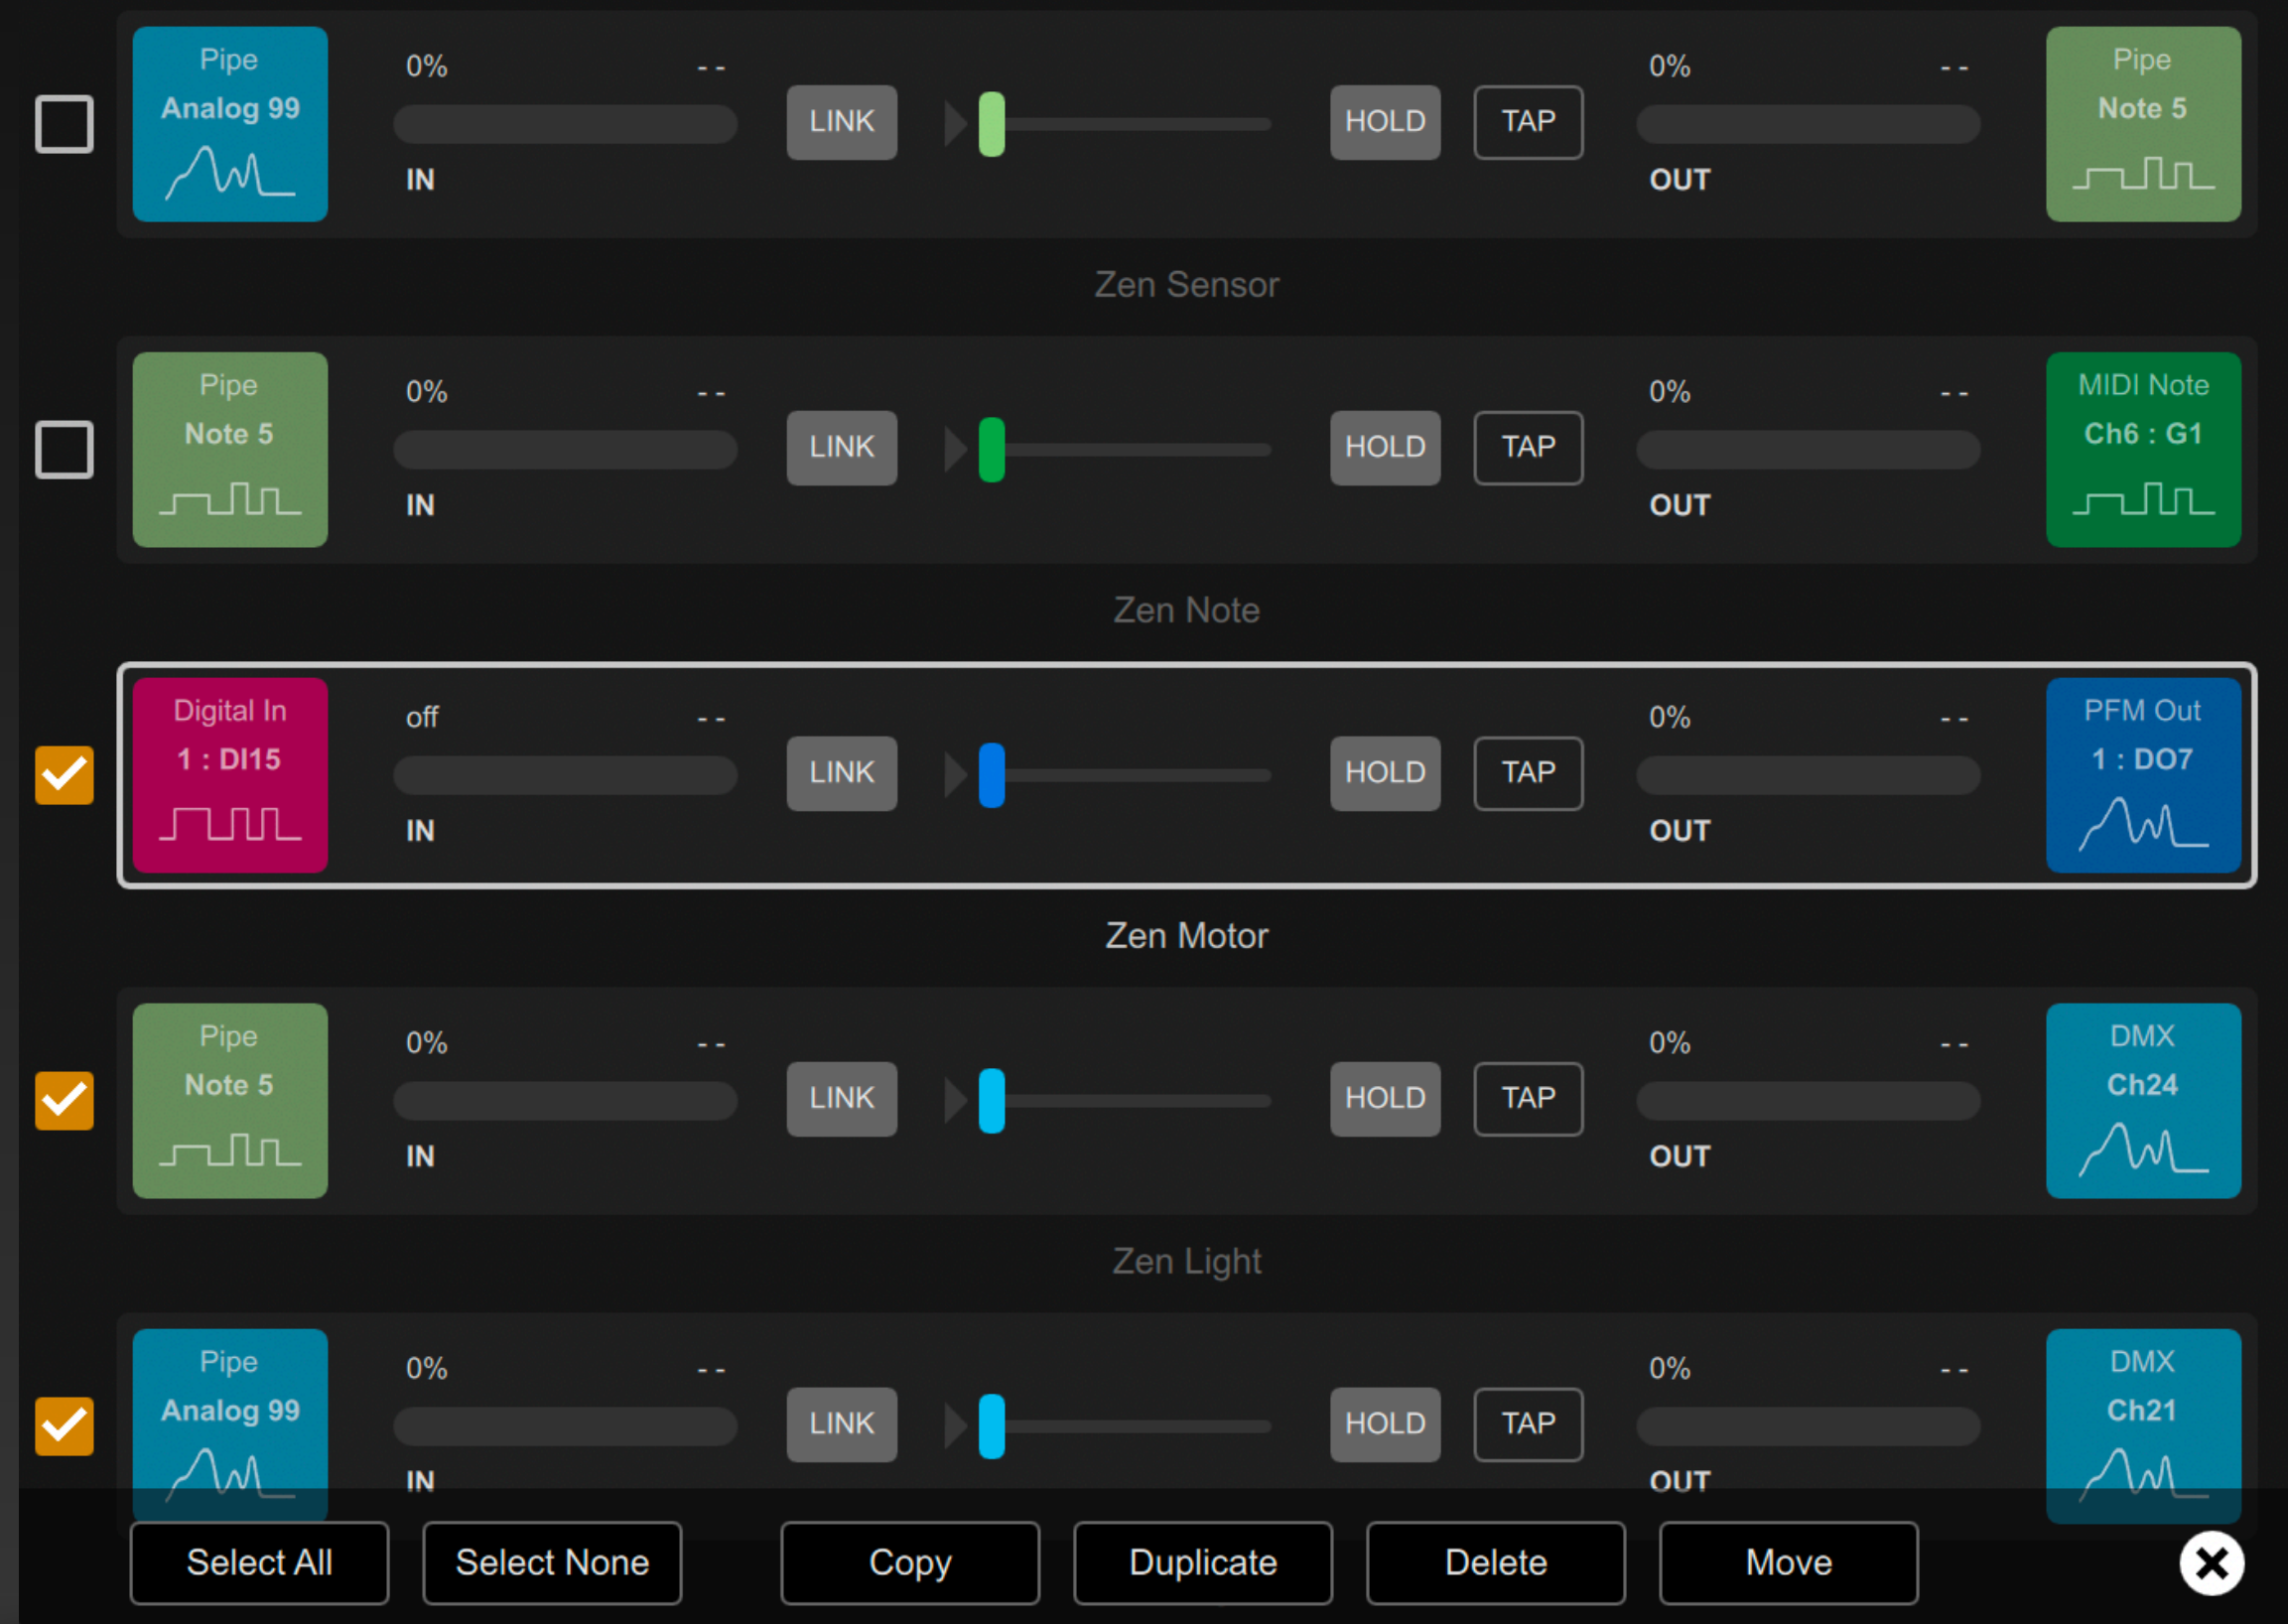 Pipe
Analog 99
0% - -
IN
LINK
HOLD
TAP
0% - -
OUT
Pipe
Note 5
Zen Sensor
Pipe
Note 5
0% - -
IN
LINK
HOLD
TAP
0% - -
OUT
MIDI Note
Ch6 : G1
Zen Note
Digital In
1 : DI15
off - -
IN
LINK
HOLD
TAP
0% - -
OUT
PFM Out
1 : DO7
Zen Motor
Pipe
Note 5
0% - -
IN
LINK
HOLD
TAP
0% - -
OUT
DMX
Ch24
Zen Light
Pipe
Analog 99
0% - -
IN
LINK
HOLD
TAP
0% - -
OUT
DMX
Ch21
Select All
Select None
Copy
Duplicate
Delete
Move